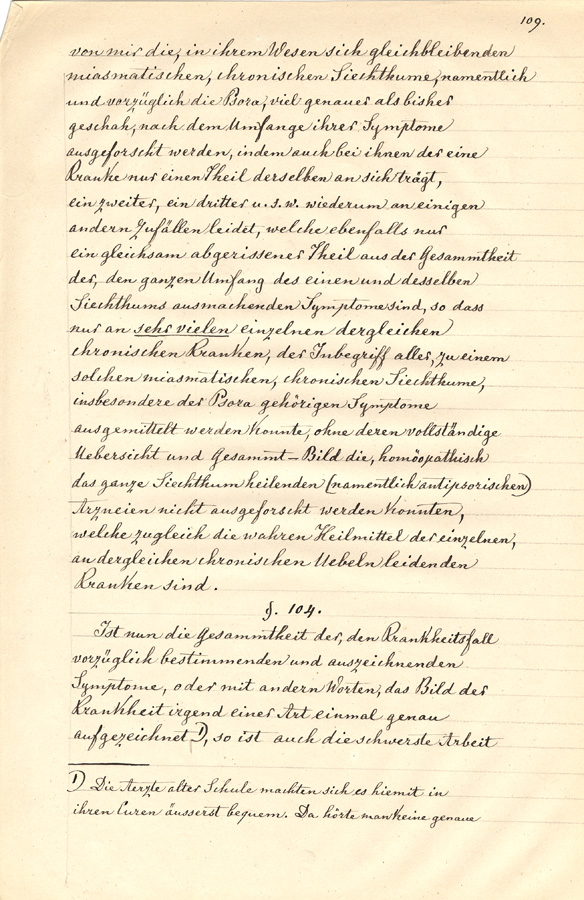 109.
von mir die, in ihrem Wesen sich gleichbleibenden
miasmatischen, chronischen Siechthume, namentlich
und vorzüglich die Psora, viel genauer als bisher
geschah, nach dem Umfange ihrer Symptome
ausgeforscht werden, indem auch bei ihnen der eine
Kranke nur einen Theil derselben an sich trägt,
ein zweiter, ein dritter u. s. w. wiederum an einigen
andern Zufällen leidet, welche ebenfalls nur
ein gleichsam abgerissener Theil aus der Gesammtheit
der, den ganzen Umfang des einen und desselben
Siechthums ausmachenden Symptome sind, so dass
nur an sehr vielen einzelnen dergleichen
chronischen Kranken, der Inbegriff aller, zu einem
solchen miasmatischen, chronischen Siechthume,
insbesondere der Psora gehörigen Symptome
ausgemittelt werden konnte, ohne deren vollständige
Uebersicht und Gesammt-Bild die, homöopathisch
das ganze Siechthum heilenden (namentlich antipsorischen)
Arzneien nicht ausgeforscht werden konnten,
welche zugleich die wahren Heilmittel der einzelnen,
an dergleichen chronischen Uebeln leidenden
Kranken sind.
§. 104.
Ist nun die Gesammtheit der, den Krankheitsfall
vorzüglich bestimmenden und auszeichnenden
Symptome, oder mit andern Worten, das Bild der
Krankheit irgend einer Art einmal genau
aufgezeichnet 1), so ist auch die schwerste Arbeit
1) Die Aerzte alter Schule machten sich es hiemit in
ihren Curen äusserst bequem. Da hörte man keine genaue